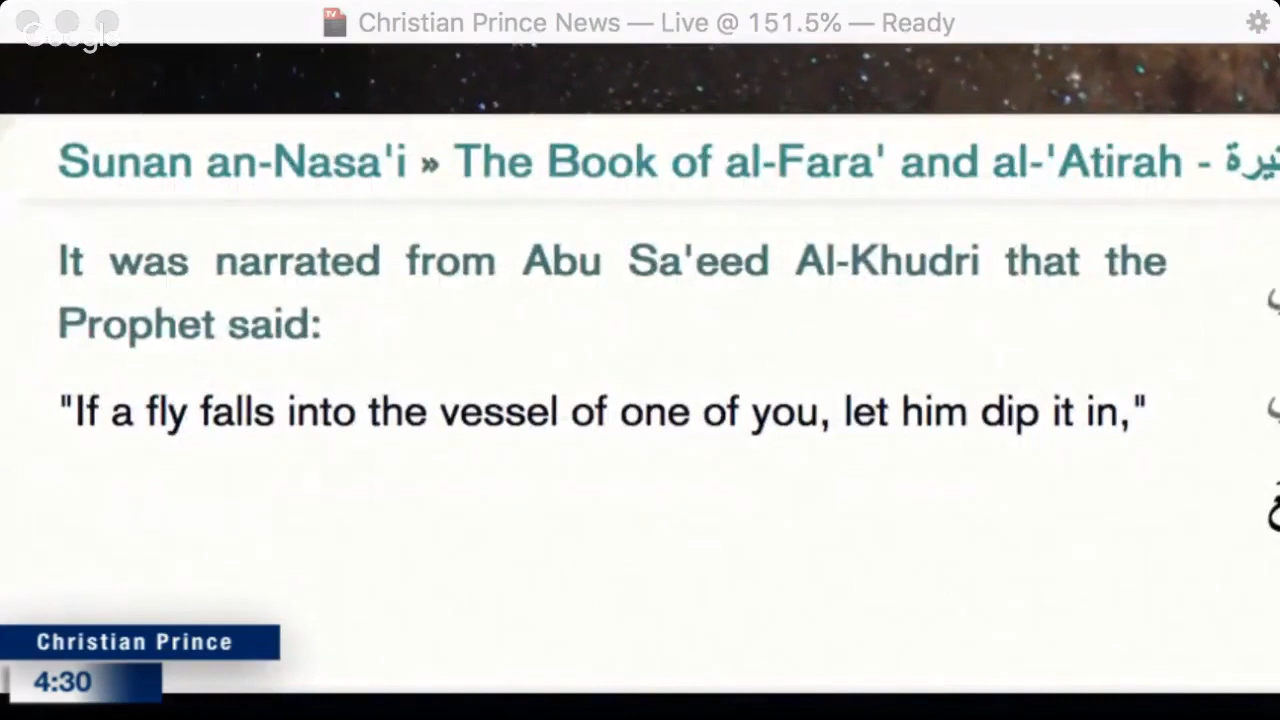 Christian Prince News — Live @ 151.5% — Ready
Google
Sunan an-Nasa'i » The Book of al-Fara' and al-'Atirah -
It was narrated from Abu Sa'eed Al-Khudri that the
Prophet said:
"If a fly falls into the vessel of one of you, let him dip it in,"
Christian Prince
4:30